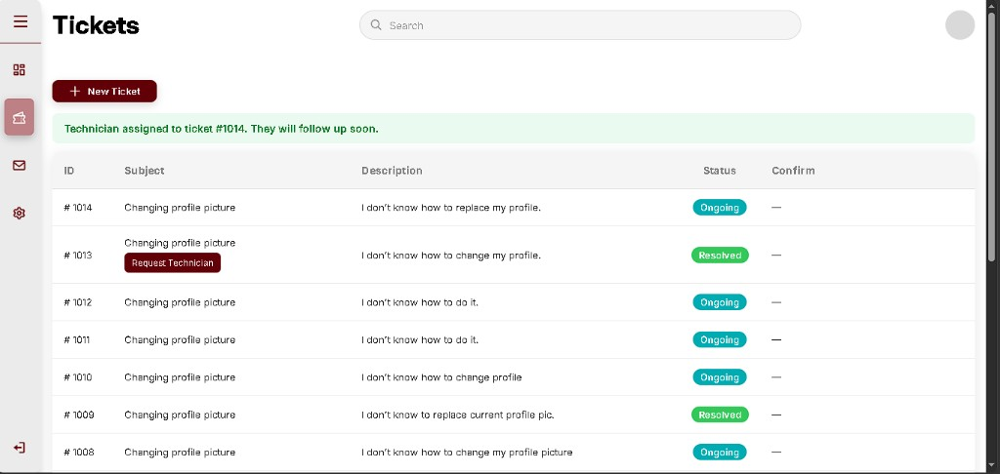 Tickets
Search
New Ticket
Technician assigned to ticket #1014. They will follow up soon.
ID Subject Description Status Confirm
# 1014 Changing profile picture I don't know how to replace my profile. Ongoing —
Changing profile picture
# 1013 I don't know how to change my profile. Resolved —
Request Technician
# 1012 Changing profile picture I don't know how to do it. Ongoing —
# 1011 Changing profile picture I don't know how to do it. Ongoing —
# 1010 Changing profile picture I don't know how to change profile Ongoing —
# 1009 Changing profile picture I don't know to replace current profile pic. Resolved —
# 1008 Changing profile picture I don't know how to change my profile picture Ongoing —